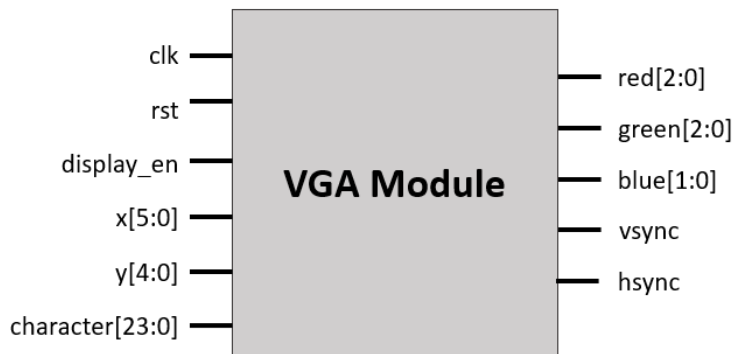 clk
rst
display_en
x[5:0]
y[4:0]
character[23:0]
VGA Module
red[2:0]
green[2:0]
blue[1:0]
vsync
hsync